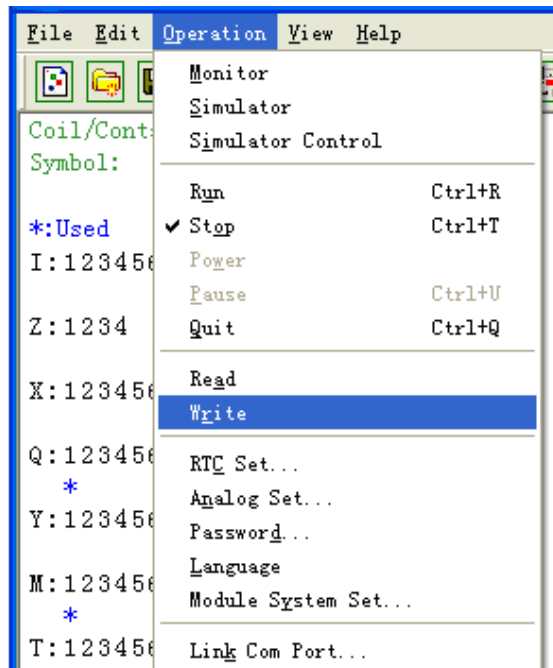 File Edit Operation View Help
Monitor
Simulator
Simulator Control
Run Ctrl+R
Stop Ctrl+T
Power
Pause Ctrl+U
Quit Ctrl+Q
Read
Write
RTC Set...
Analog Set...
Password...
Language
Module System Set...
Link Com Port...
Coil/Cont
Symbol:
*:Used
I:123456
Z:1234
X:123456
Q:123456
*
Y:123456
M:123456
*
T:123456